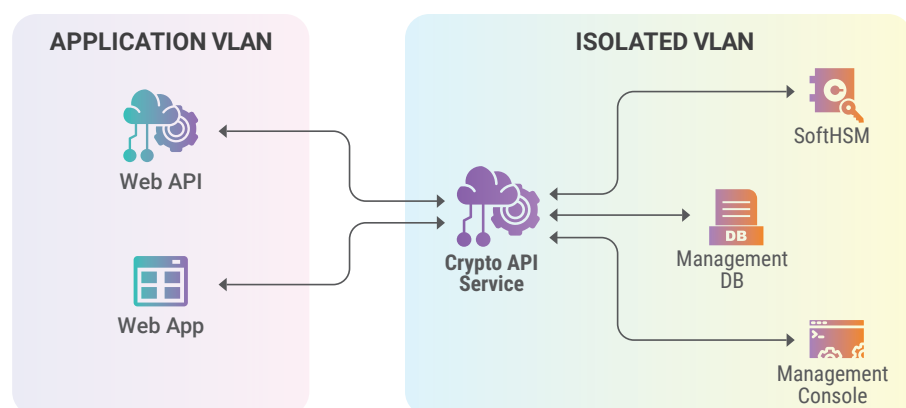 APPLICATION VLAN
Web API
Web App
ISOLATED VLAN
Crypto API
Service
SoftHSM
DB
Management
DB
>-
Management
Console